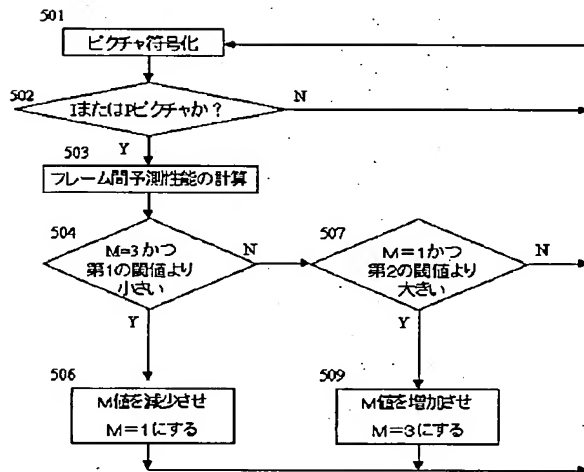 501
ピクチャ符号化
502
IまたはPピクチャか？
N
Y
503
フレーム間予測性能の計算
504
M=3かつ
第1の閾値より
小さい
N
507
M=1かつ
第2の閾値より
大きい
N
Y
Y
506
M値を減少させ
M=1にする
509
M値を増加させ
M=3にする